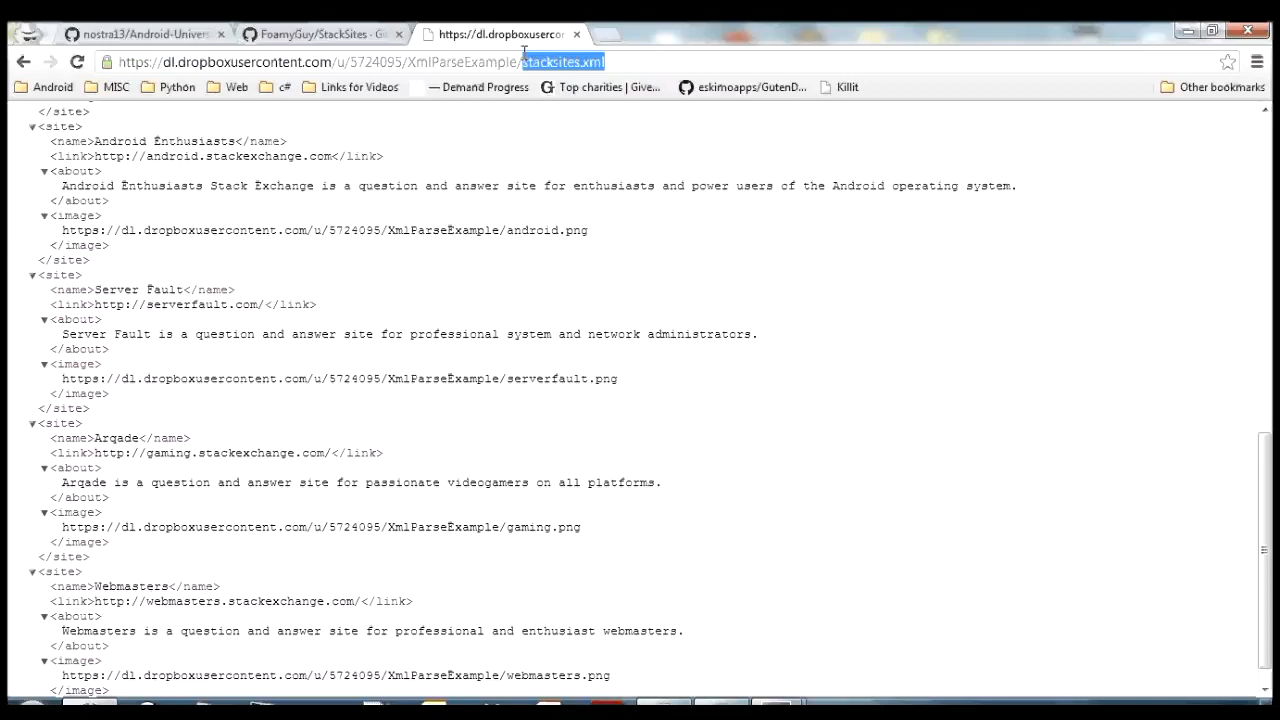 nostra13/Android-Univers
FoamyGuy/StackSites · Gi
https://dl.dropboxusercor
https://dl.dropboxusercontent.com/u/5724095/XmlParseExample/stacksites.xml
Android
MISC
Python
Web
c#
Links for Videos
— Demand Progress
Top charities | Give...
eskimoapps/GutenD...
Killit
Other bookmarks
</site>
▼<site>
<name>Android Enthusiasts</name>
<link>http://android.stackexchange.com</link>
▼<about>
Android Enthusiasts Stack Exchange is a question and answer site for enthusiasts and power users of the Android operating system.
</about>
▼<image>
https://dl.dropboxusercontent.com/u/5724095/XmlParseExample/android.png
</image>
</site>
▼<site>
<name>Server Fault</name>
<link>http://serverfault.com/</link>
▼<about>
Server Fault is a question and answer site for professional system and network administrators.
</about>
▼<image>
https://dl.dropboxusercontent.com/u/5724095/XmlParseExample/serverfault.png
</image>
</site>
▼<site>
<name>Arqade</name>
<link>http://gaming.stackexchange.com/</link>
▼<about>
Arqade is a question and answer site for passionate videogamers on all platforms.
</about>
▼<image>
https://dl.dropboxusercontent.com/u/5724095/XmlParseExample/gaming.png
</image>
</site>
▼<site>
<name>Webmasters</name>
<link>http://webmasters.stackexchange.com/</link>
▼<about>
Webmasters is a question and answer site for professional and enthusiast webmasters.
</about>
▼<image>
https://dl.dropboxusercontent.com/u/5724095/XmlParseExample/webmasters.png
</image>